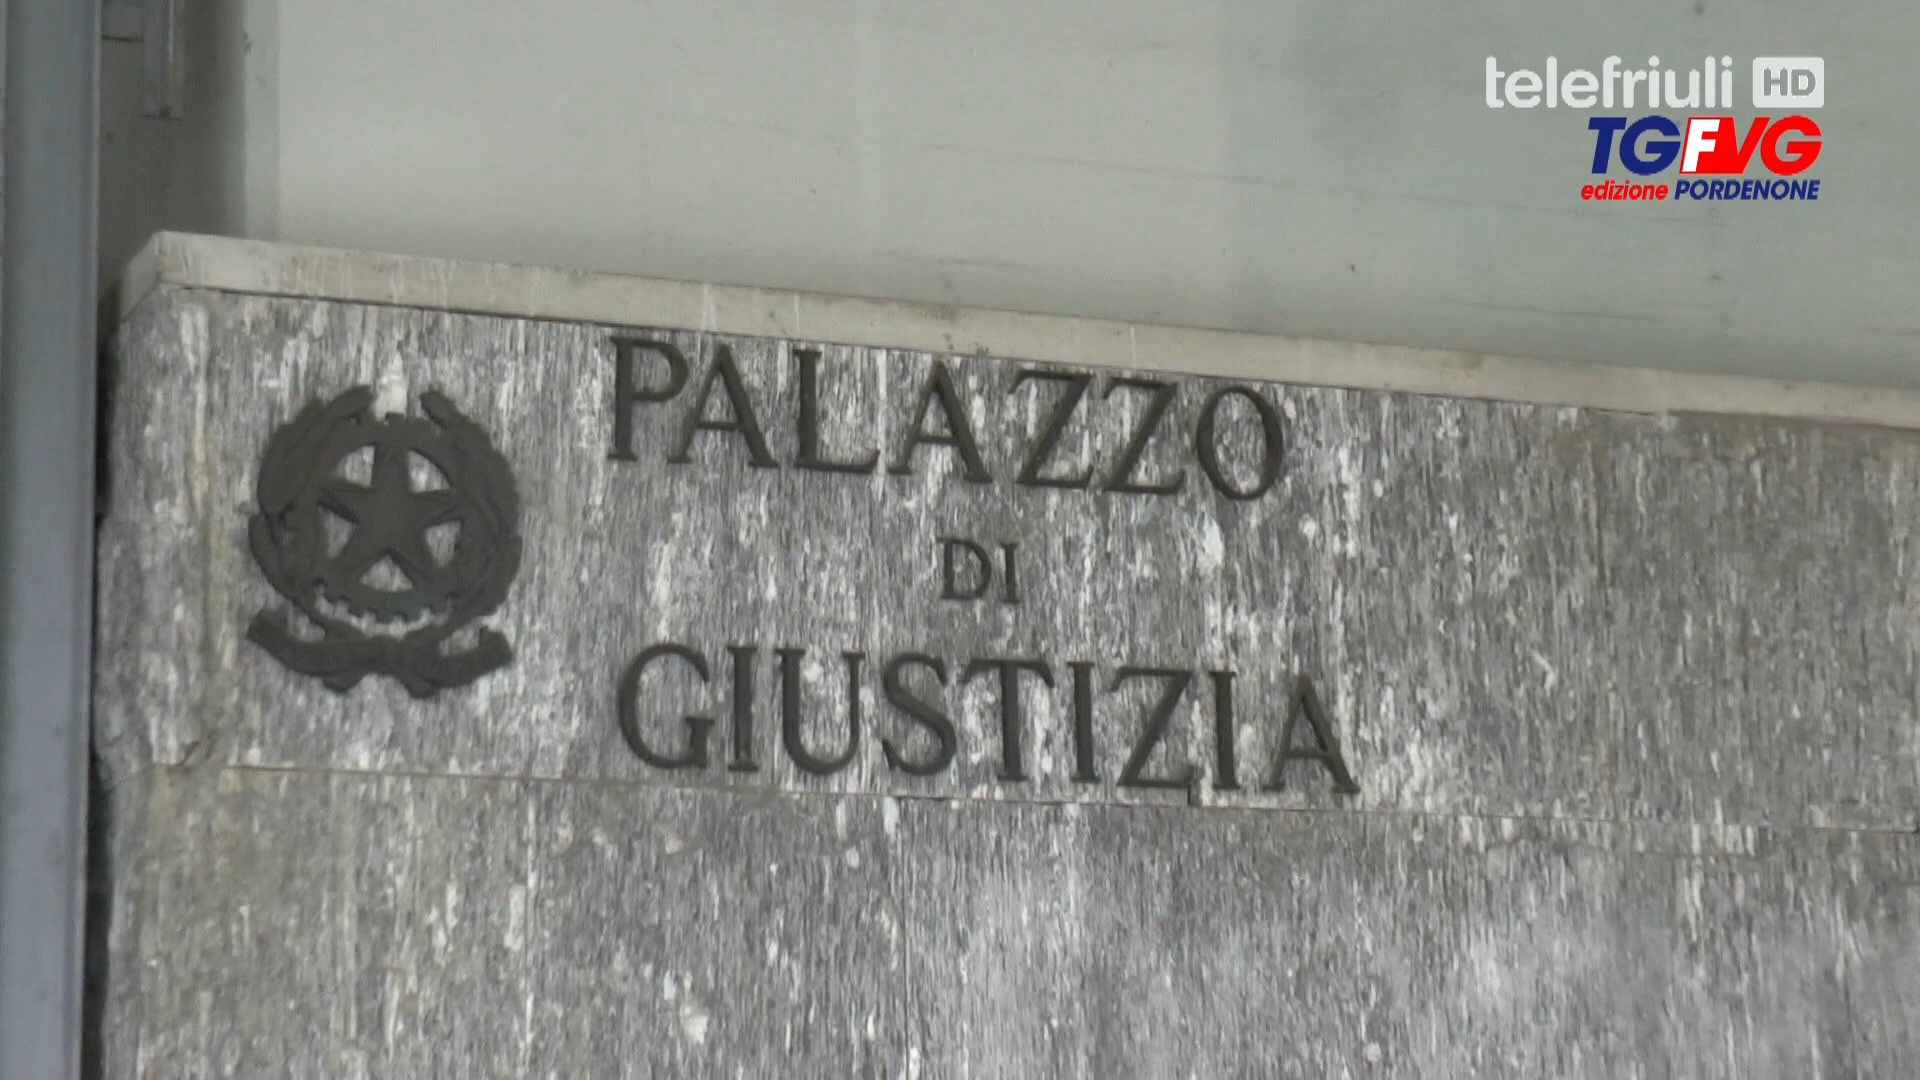 telefriuli HD
TGFVG
edizione PORDENONE
PALAZZO
DI
GIUSTIZIA